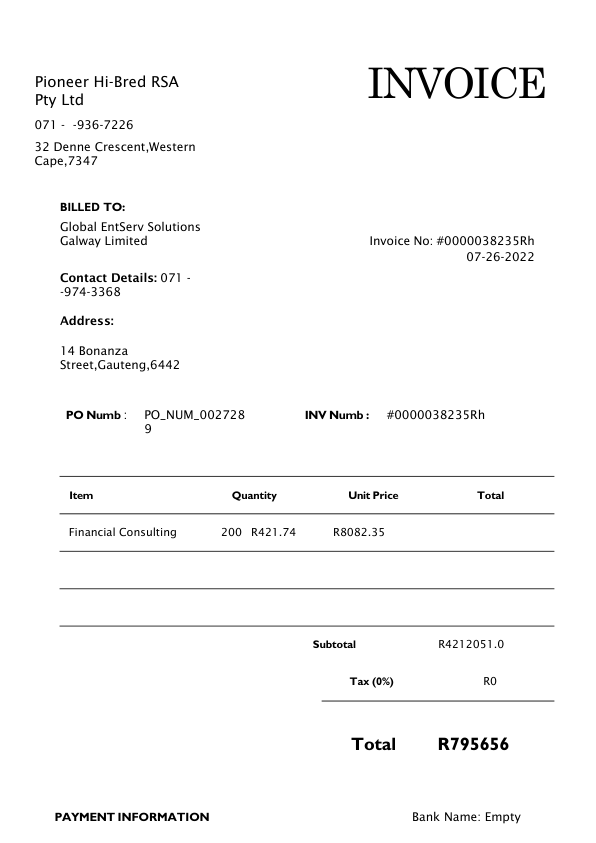 Pioneer Hi-Bred RSA
Pty Ltd
INVOICE
071 -  -936-7226
32 Denne Crescent,Western
Cape,7347
BILLED TO:
Global EntServ Solutions
Galway Limited
Invoice No: #0000038235Rh
07-26-2022
Contact Details: 071 -
-974-3368
Address:
14 Bonanza
Street,Gauteng,6442
PO Numb : PO_NUM_002728
9
INV Numb : #0000038235Rh
Item Quantity Unit Price Total
Financial Consulting 200 R421.74 R8082.35
Subtotal R4212051.0
Tax (0%) R0
Total R795656
PAYMENT INFORMATION Bank Name: Empty